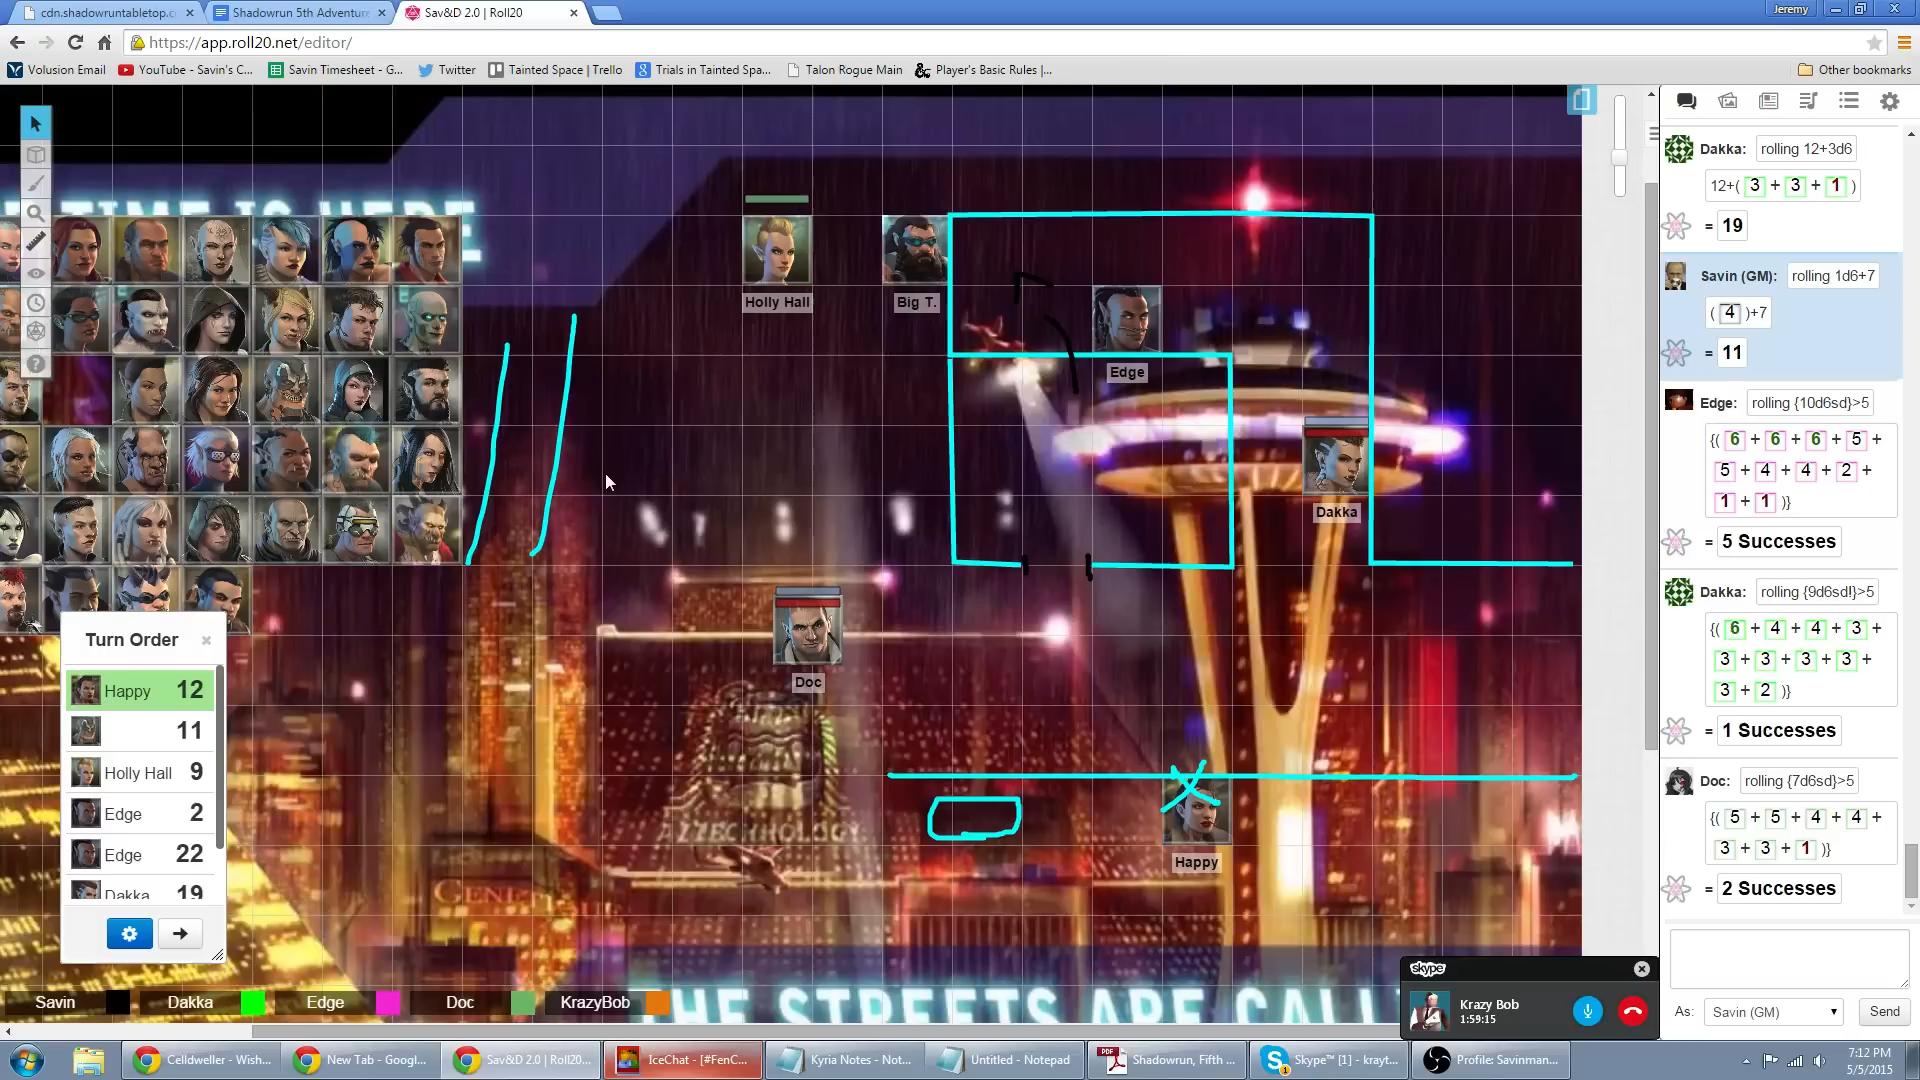 cdn.shadowruntabletop.c
Shadowrun 5th Adventur
Sav&D 2.0 | Roll20
Jeremy
https://app.roll20.net/editor/
Volusion Email
YouTube - Savin's C...
Savin Timesheet - G...
Twitter
Tainted Space | Trello
Trials in Tainted Spa...
Talon Rogue Main
Player's Basic Rules |...
Other bookmarks
E TIME IS HERE
Holly Hall
Big T.
Edge
Dakka
Doc
Happy
AZTECHNOLOGY
Turn Order
Happy 12
11
Holly Hall 9
Edge 2
Edge 22
Dakka 19
Savin
Dakka
Edge
Doc
KrazyBob
THE STREETS ARE CALLI
Dakka: rolling 12+3d6
12+( 3 + 3 + 1 )
= 19
Savin (GM): rolling 1d6+7
( 4 )+7
= 11
Edge: rolling {10d6sd}>5
{( 6 + 6 + 6 + 5 +
5 + 4 + 4 + 2 +
1 + 1 )}
= 5 Successes
Dakka: rolling {9d6sd!}>5
{( 6 + 4 + 4 + 3 +
3 + 3 + 3 + 3 +
3 + 2 )}
= 1 Successes
Doc: rolling {7d6sd}>5
{( 5 + 5 + 4 + 4 +
3 + 3 + 1 )}
= 2 Successes
As: Savin (GM) Send
skype
Krazy Bob
1:59:15
Celldweller - Wish...
New Tab - Googl...
Sav&D 2.0 | Roll20...
IceChat - [#FenC...
Kyria Notes - Not...
Untitled - Notepad
Shadowrun, Fifth ...
Skype™ [1] - krayt...
Profile: Savinman...
7:12 PM
5/5/2015